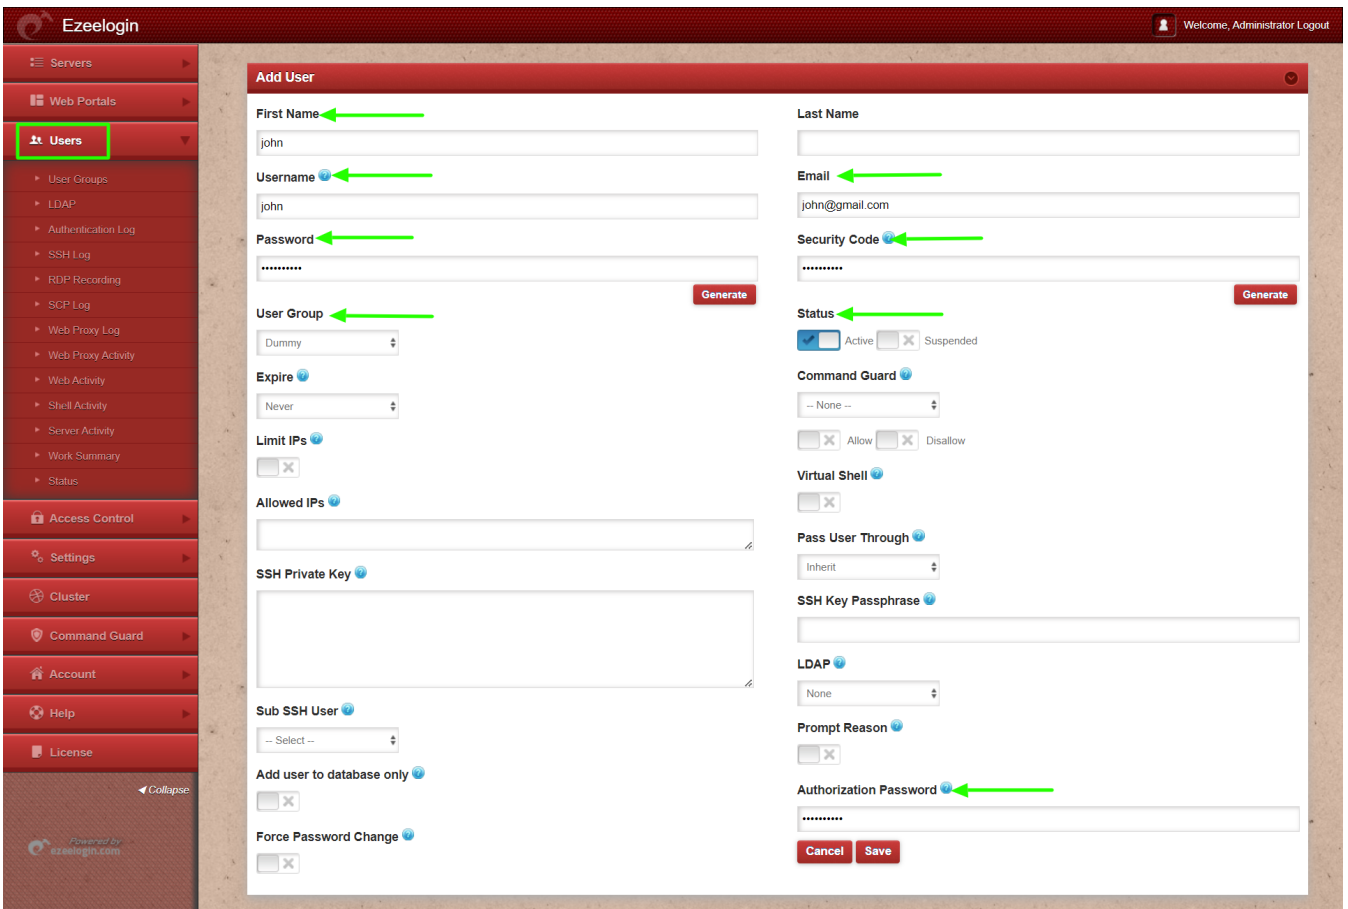 Ezeelogin
Welcome, Administrator Logout
Servers
Web Portals
Users
User Groups
LDAP
Authentication Log
SSH Log
RDP Recording
SCP Log
Web Proxy Log
Web Proxy Activity
Web Activity
Shell Activity
Server Activity
Work Summary
Status
Access Control
Settings
Cluster
Command Guard
Account
Help
License
Collapse
Powered by
ezeelogin.com
Add User
First Name
john
Last Name
Username
john
Email
john@gmail.com
Password
••••••••••
Generate
Security Code
••••••••••
Generate
User Group
Dummy
Status
Active Suspended
Expire
Never
Command Guard
-- None --
Allow Disallow
Limit IPs
Virtual Shell
Allowed IPs
Pass User Through
Inherit
SSH Private Key
SSH Key Passphrase
LDAP
None
Sub SSH User
-- Select --
Prompt Reason
Add user to database only
Authorization Password
••••••••••
Force Password Change
Cancel Save